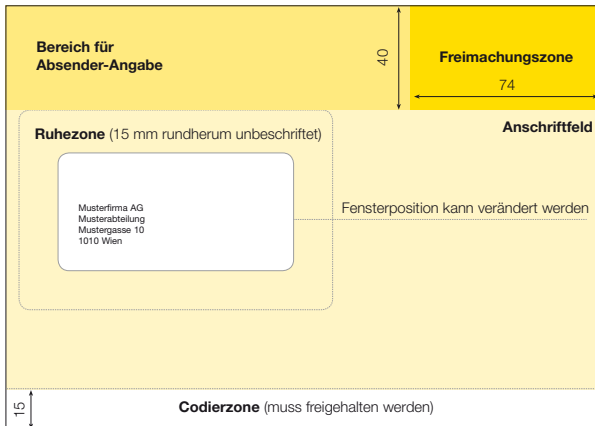 Bereich für
Absender-Angabe
40
Freimachungszone
74
Anschriftfeld
Ruhezone (15 mm rundherum unbeschriftet)
Musterfirma AG
Musterabteilung
Mustergasse 10
1010 Wien
Fensterposition kann verändert werden
15
Codierzone (muss freigehalten werden)